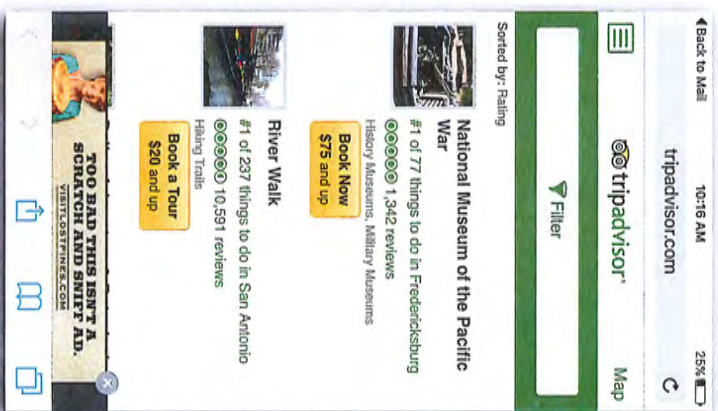 Back to Mail 10:16 AM 25%
tripadvisor.com
tripadvisor® Map
Filter
Sorted by: Rating
National Museum of the Pacific
War
#1 of 77 things to do in Fredericksburg
1,342 reviews
History Museums, Military Museums
Book Now
$75 and up
River Walk
#1 of 237 things to do in San Antonio
10,591 reviews
Hiking Trails
Book a Tour
$20 and up
TOO BAD THIS ISN'T A
SCRATCH AND SNIFF AD.
VISITLOSTPINES.COM